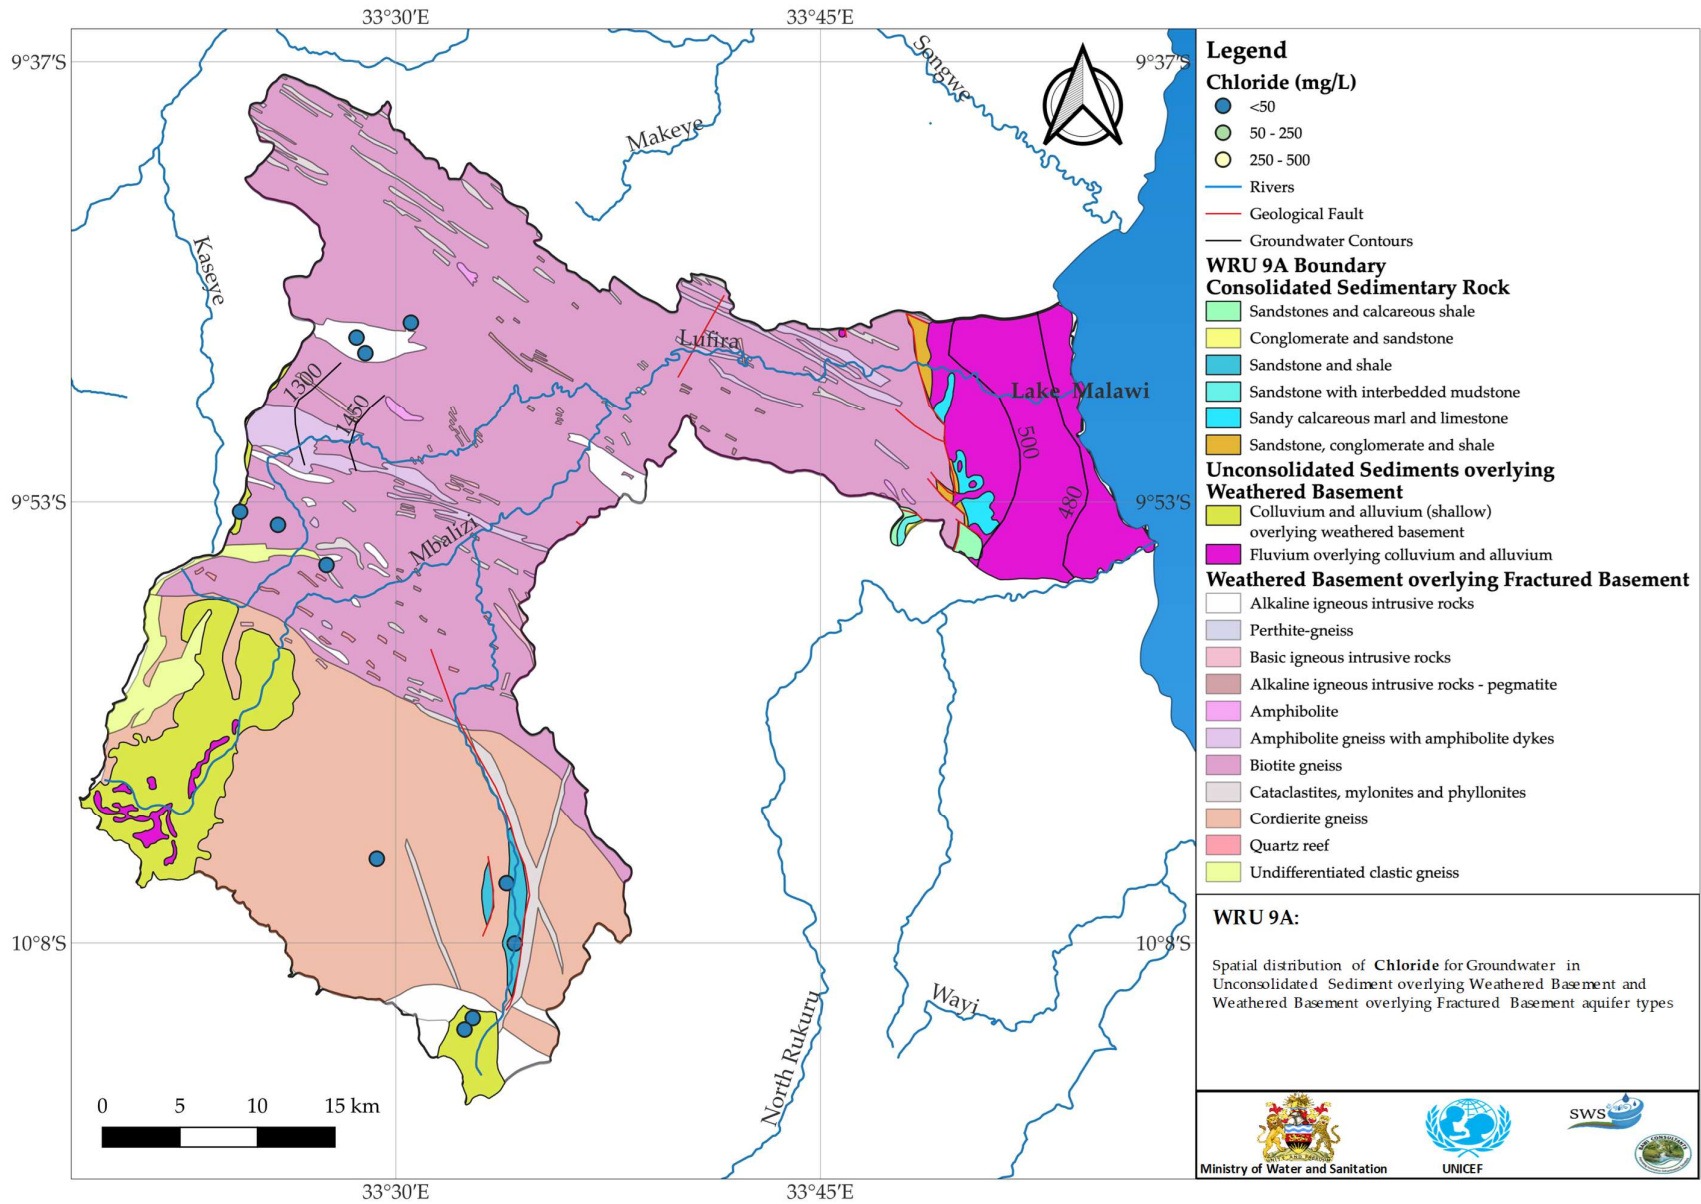 33°30'E
33°45'E
9°37'S
9°37'S
Songwe
Makeye
Kaseye
Lufira
Lake Malawi
1300
1450
500
480
9°53'S
9°53'S
Mbalizi
10°8'S
10°8'S
Wayi
North Rukuru
0 5 10 15 km
33°30'E
33°45'E
Legend
Chloride (mg/L)
<50
50 - 250
250 - 500
Rivers
Geological Fault
Groundwater Contours
WRU 9A Boundary
Consolidated Sedimentary Rock
Sandstones and calcareous shale
Conglomerate and sandstone
Sandstone and shale
Sandstone with interbedded mudstone
Sandy calcareous marl and limestone
Sandstone, conglomerate and shale
Unconsolidated Sediments overlying
Weathered Basement
Colluvium and alluvium (shallow)
overlying weathered basement
Fluvium overlying colluvium and alluvium
Weathered Basement overlying Fractured Basement
Alkaline igneous intrusive rocks
Perthite-gneiss
Basic igneous intrusive rocks
Alkaline igneous intrusive rocks - pegmatite
Amphibolite
Amphibolite gneiss with amphibolite dykes
Biotite gneiss
Cataclastites, mylonites and phyllonites
Cordierite gneiss
Quartz reef
Undifferentiated clastic gneiss
WRU 9A:
Spatial distribution of Chloride for Groundwater in
Unconsolidated Sediment overlying Weathered Basement and
Weathered Basement overlying Fractured Basement aquifer types
Ministry of Water and Sanitation
UNICEF
SWS